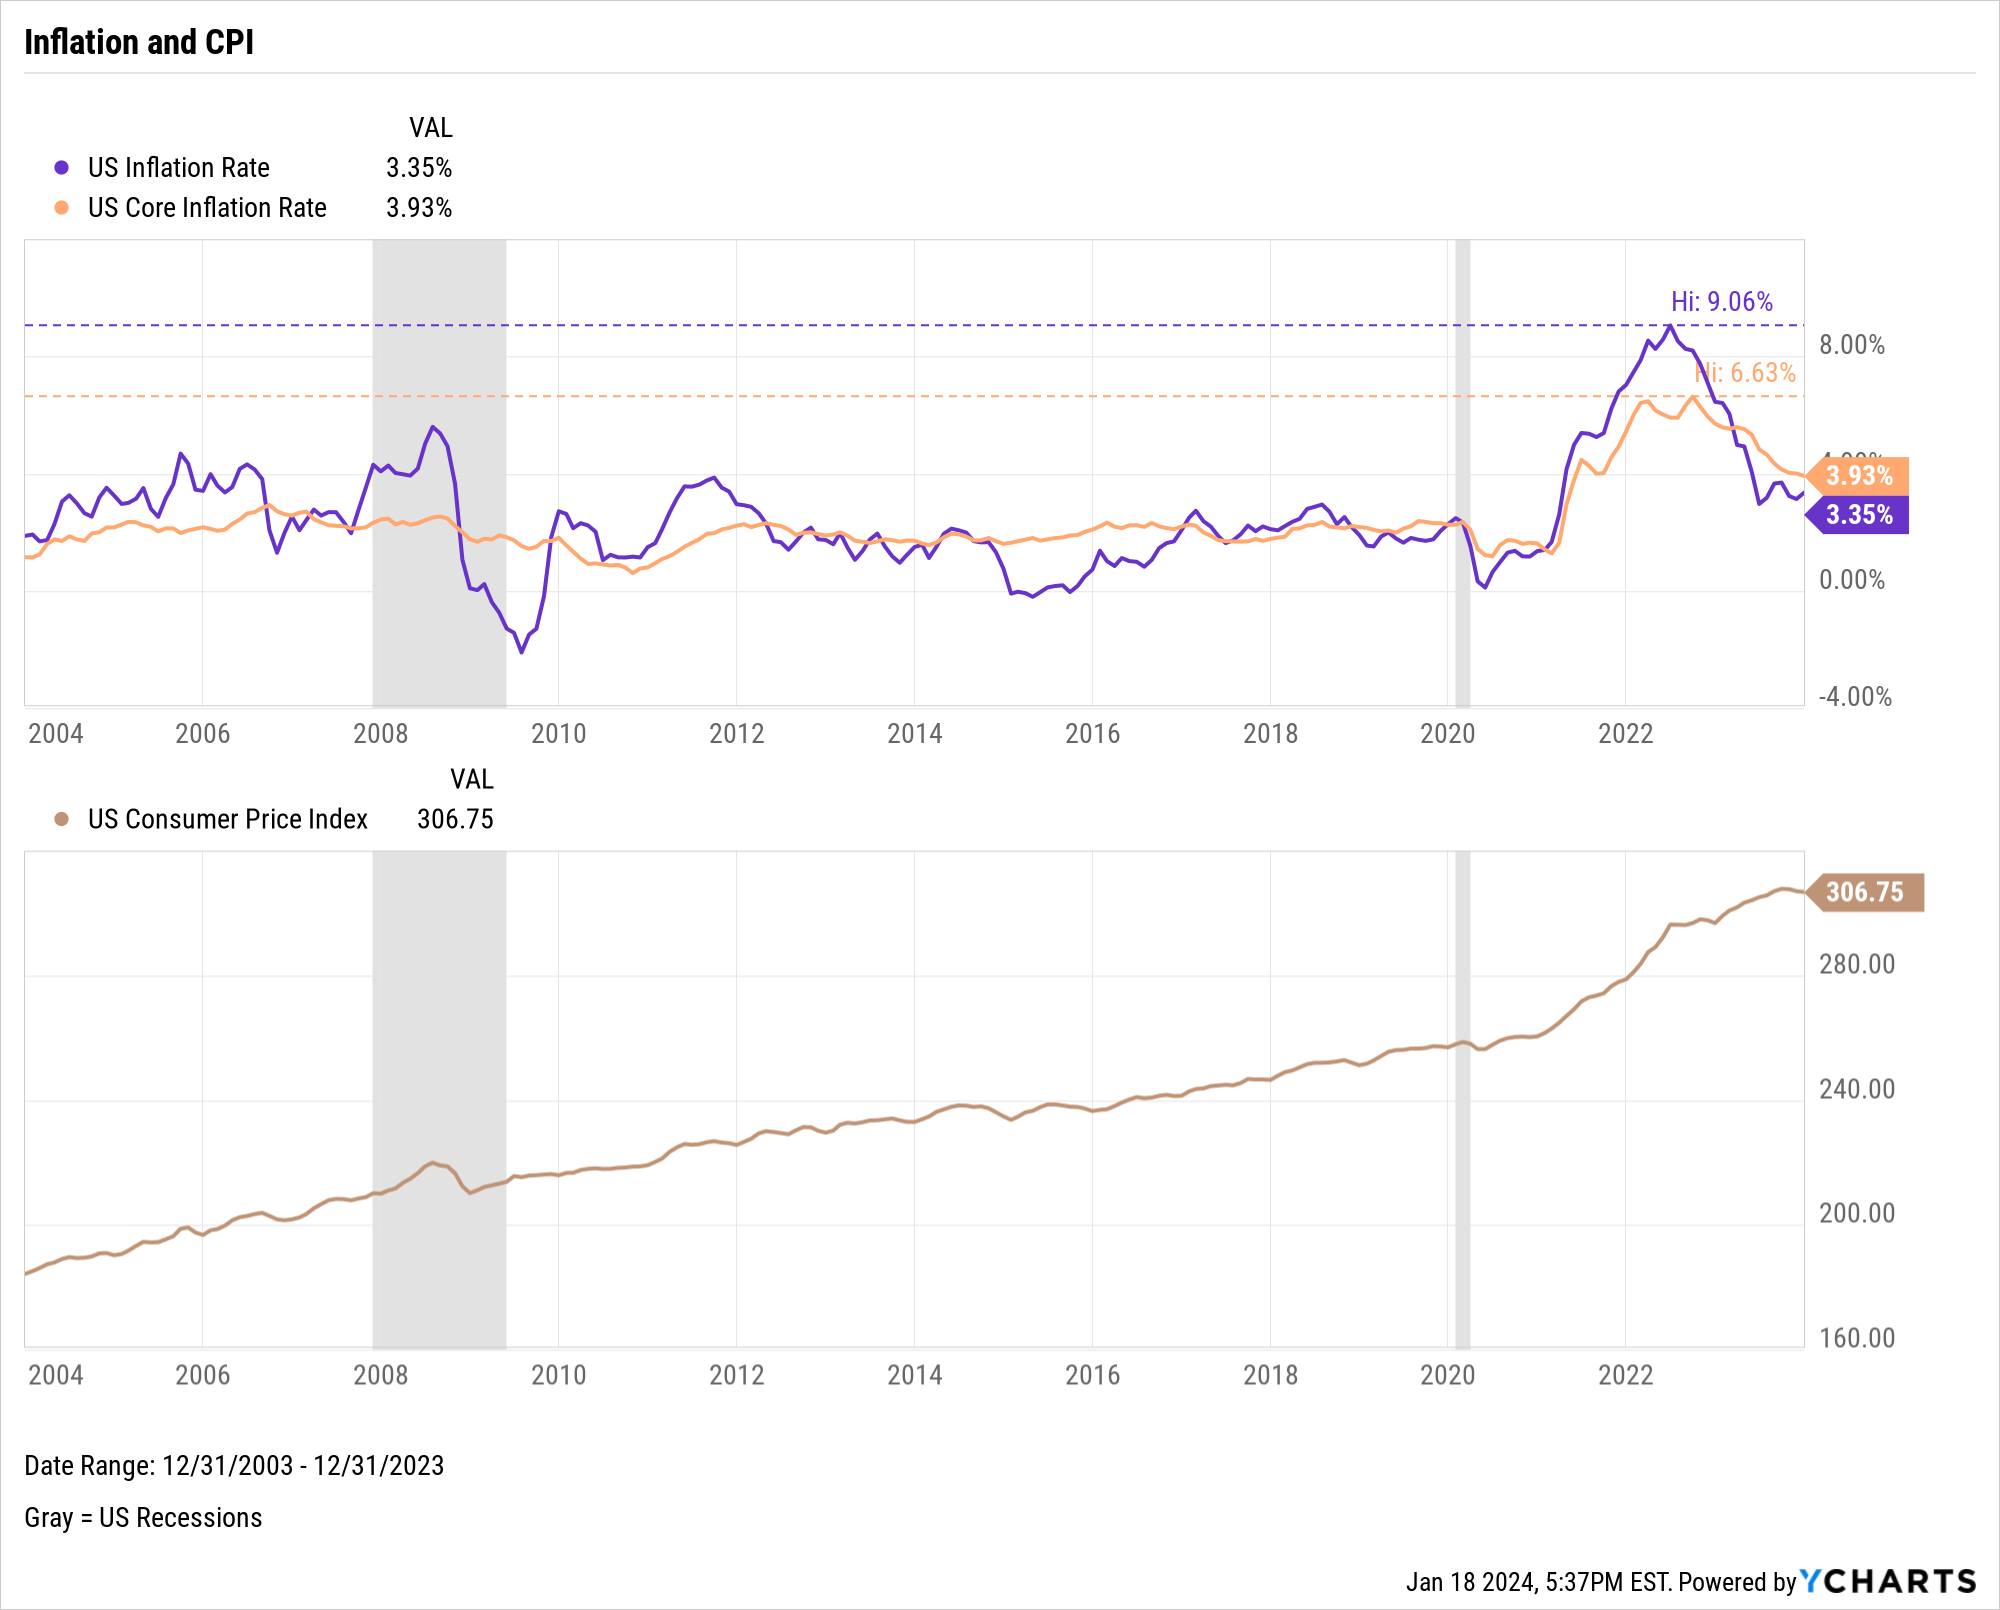 Inflation and CPI
VAL
US Inflation Rate 3.35%
US Core Inflation Rate 3.93%
Hi: 9.06%
8.00%
Hi: 6.63%
4.00%
3.93%
3.35%
0.00%
-4.00%
2004 2006 2008 2010 2012 2014 2016 2018 2020 2022
VAL
US Consumer Price Index 306.75
306.75
280.00
240.00
200.00
160.00
2004 2006 2008 2010 2012 2014 2016 2018 2020 2022
Date Range: 12/31/2003 - 12/31/2023
Gray = US Recessions
Jan 18 2024, 5:37PM EST. Powered by YCHARTS